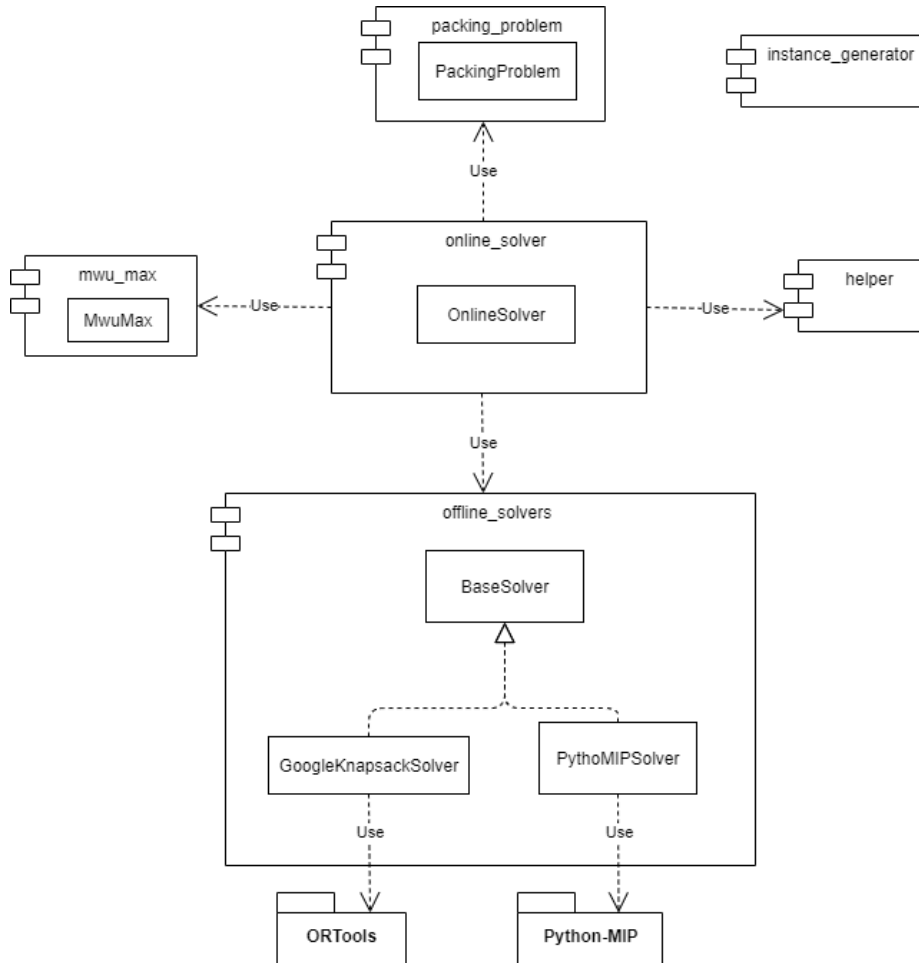 packing_problem
PackingProblem
instance_generator
Use
online_solver
OnlineSolver
mwu_max
MwuMax
Use
Use
helper
Use
offline_solvers
BaseSolver
GoogleKnapsackSolver
PythoMIPSolver
Use
Use
ORTools
Python-MIP